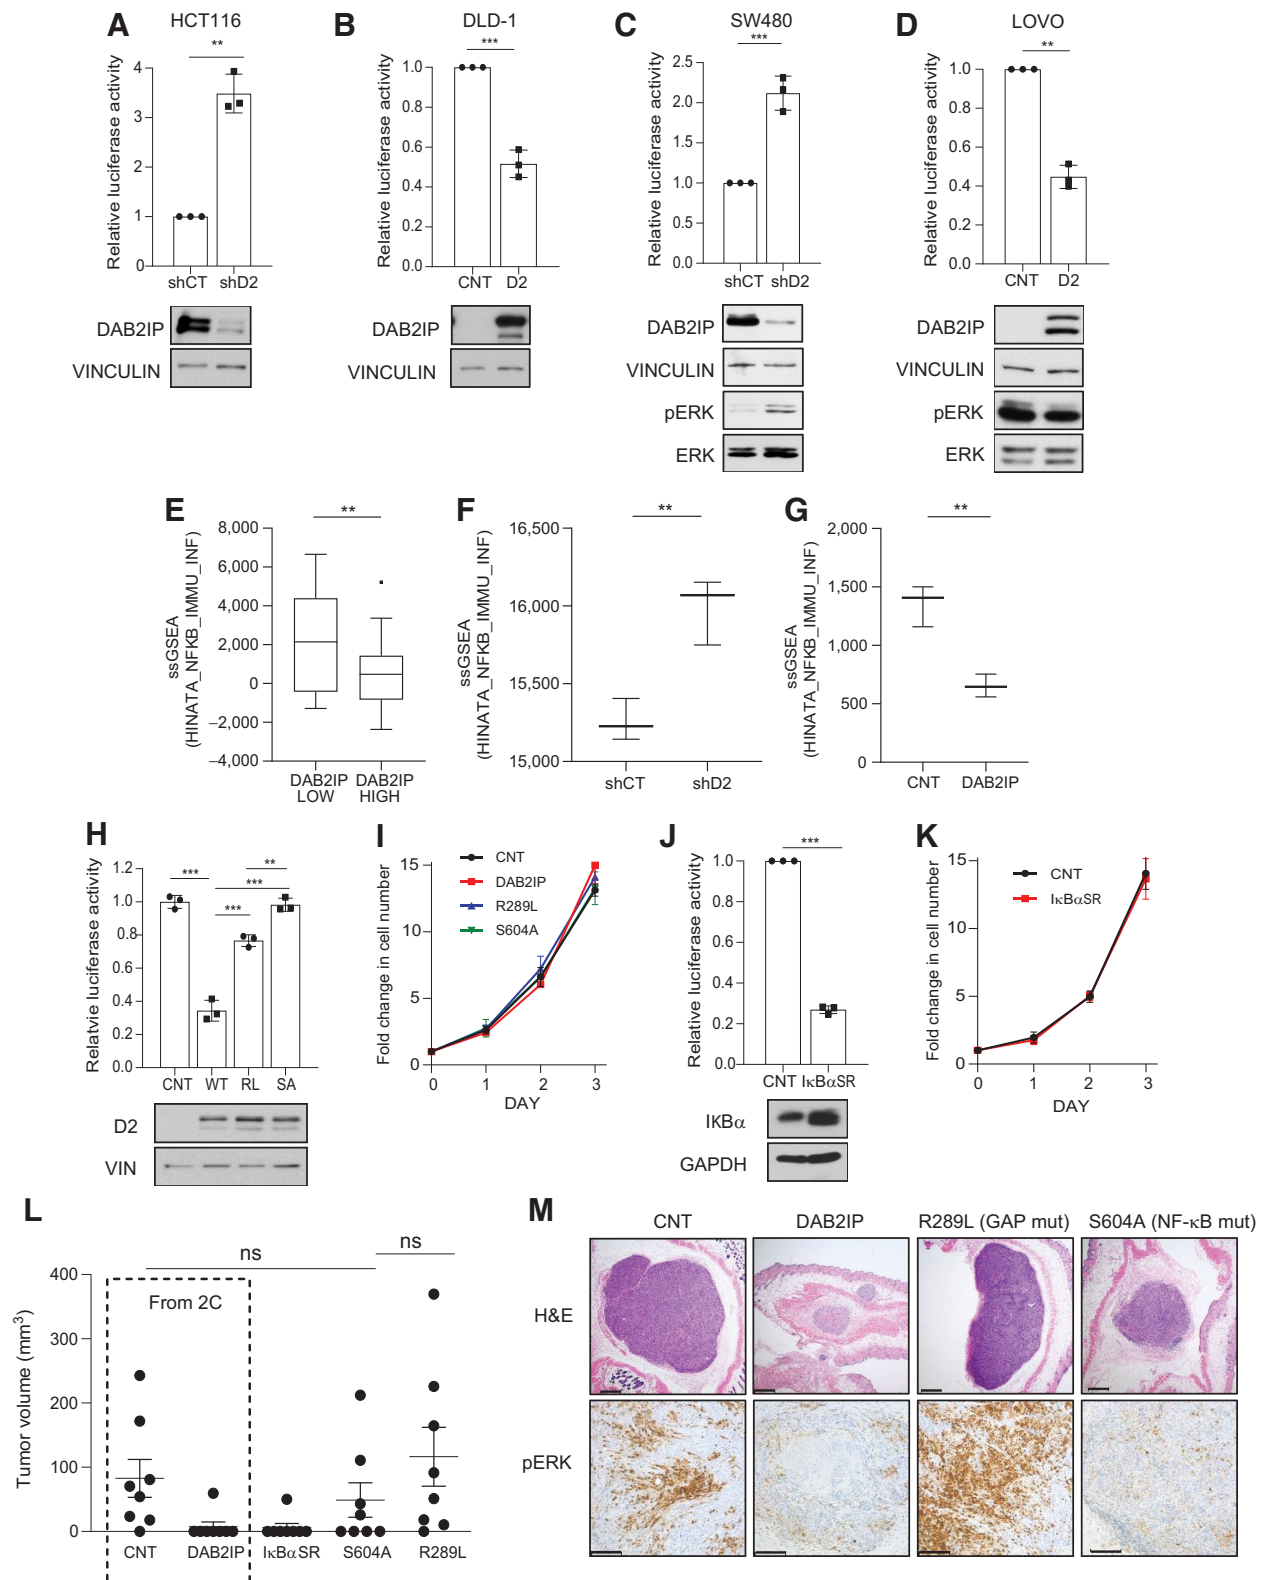 A HCT116
**
Relative luciferase activity
4
3
2
1
0
shCT shD2
DAB2IP
VINCULIN
B DLD-1
***
Relative luciferase activity
1.0
0.8
0.6
0.4
0.2
0.0
CNT D2
DAB2IP
VINCULIN
C SW480
***
Relative luciferase activity
2.5
2.0
1.5
1.0
0.5
0.0
shCT shD2
DAB2IP
VINCULIN
pERK
ERK
D LOVO
**
Relative luciferase activity
1.0
0.8
0.6
0.4
0.2
0.0
CNT D2
DAB2IP
VINCULIN
pERK
ERK
E
**
ssGSEA
(HINATA_NFKB_IMMU_INF)
8,000
6,000
4,000
2,000
0
–2,000
–4,000
DAB2IP DAB2IP
LOW HIGH
F
**
ssGSEA
(HINATA_NFKB_IMMU_INF)
16,500
16,000
15,500
15,000
shCT shD2
G
**
ssGSEA
(HINATA_NFKB_IMMU_INF)
2,000
1,500
1,000
500
0
CNT DAB2IP
H
**
***
***
***
Relatvie luciferase activity
1.2
1.0
0.8
0.6
0.4
0.2
0.0
CNT WT RL SA
D2
VIN
I
CNT
DAB2IP
R289L
S604A
Fold change in cell number
15
10
5
0
0 1 2 3
DAY
J
***
Relative luciferase activity
1.0
0.8
0.6
0.4
0.2
0.0
CNT IκBαSR
IKBα
GAPDH
K
CNT
IκBαSR
Fold change in cell number
15
10
5
0
0 1 2 3
DAY
L
ns
ns
From 2C
Tumor volume (mm³)
400
300
200
100
0
CNT DAB2IP IκBαSR S604A R289L
M
CNT DAB2IP R289L (GAP mut) S604A (NF-κB mut)
H&E
pERK